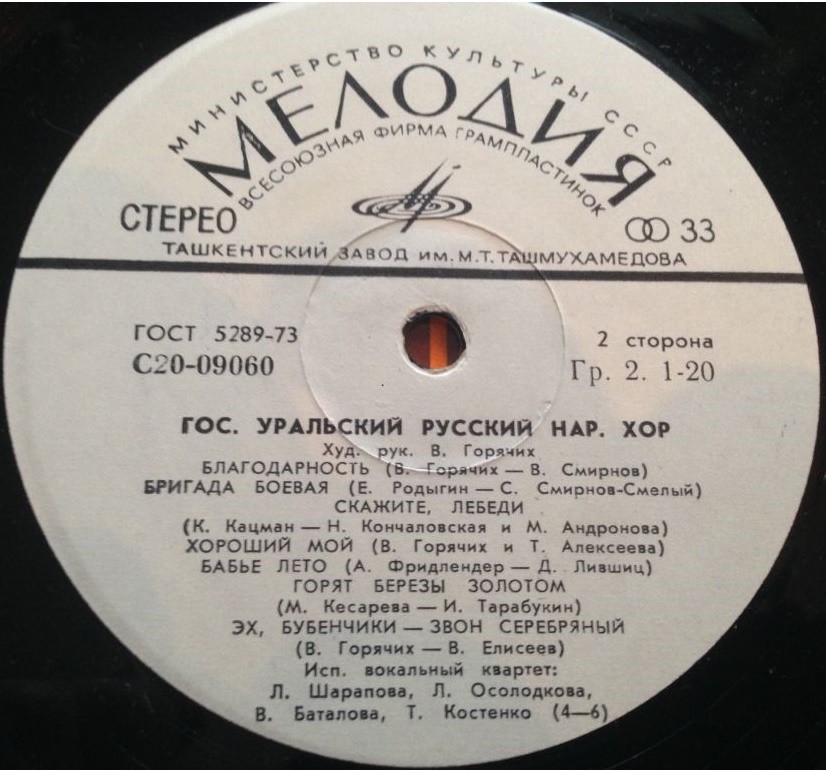 МИНИСТЕРСТВО КУЛЬТУРЫ СССР
МЕЛОДИЯ
ВСЕСОЮЗНАЯ ФИРМА ГРАМПЛАСТИНОК
СТЕРЕО
33
ТАШКЕНТСКИЙ ЗАВОД ИМ. М.Т. ТАШМУХАМЕДОВА
ГОСТ 5289-73
2 сторона
С20-09060
Гр. 2. 1-20
ГОС. УРАЛЬСКИЙ РУССКИЙ НАР. ХОР
Худ. рук. В. Горячих
БЛАГОДАРНОСТЬ (В. Горячих — В. Смирнов)
БРИГАДА БОЕВАЯ (Е. Родыгин — С. Смирнов-Смелый)
СКАЖИТЕ, ЛЕБЕДИ
(К. Кацман — Н. Кончаловская и М. Андронова)
ХОРОШИЙ МОЙ (В. Горячих и Т. Алексеева)
БАБЬЕ ЛЕТО (А. Фридлендер — Д. Лившиц)
ГОРЯТ БЕРЕЗЫ ЗОЛОТОМ
(М. Кесарева — И. Тарабукин)
ЭХ, БУБЕНЧИКИ — ЗВОН СЕРЕБРЯНЫЙ
(В. Горячих — В. Елисеев)
Исп. вокальный квартет:
Л. Шарапова, Л. Осолодкова,
В. Баталова, Т. Костенко (4—6)